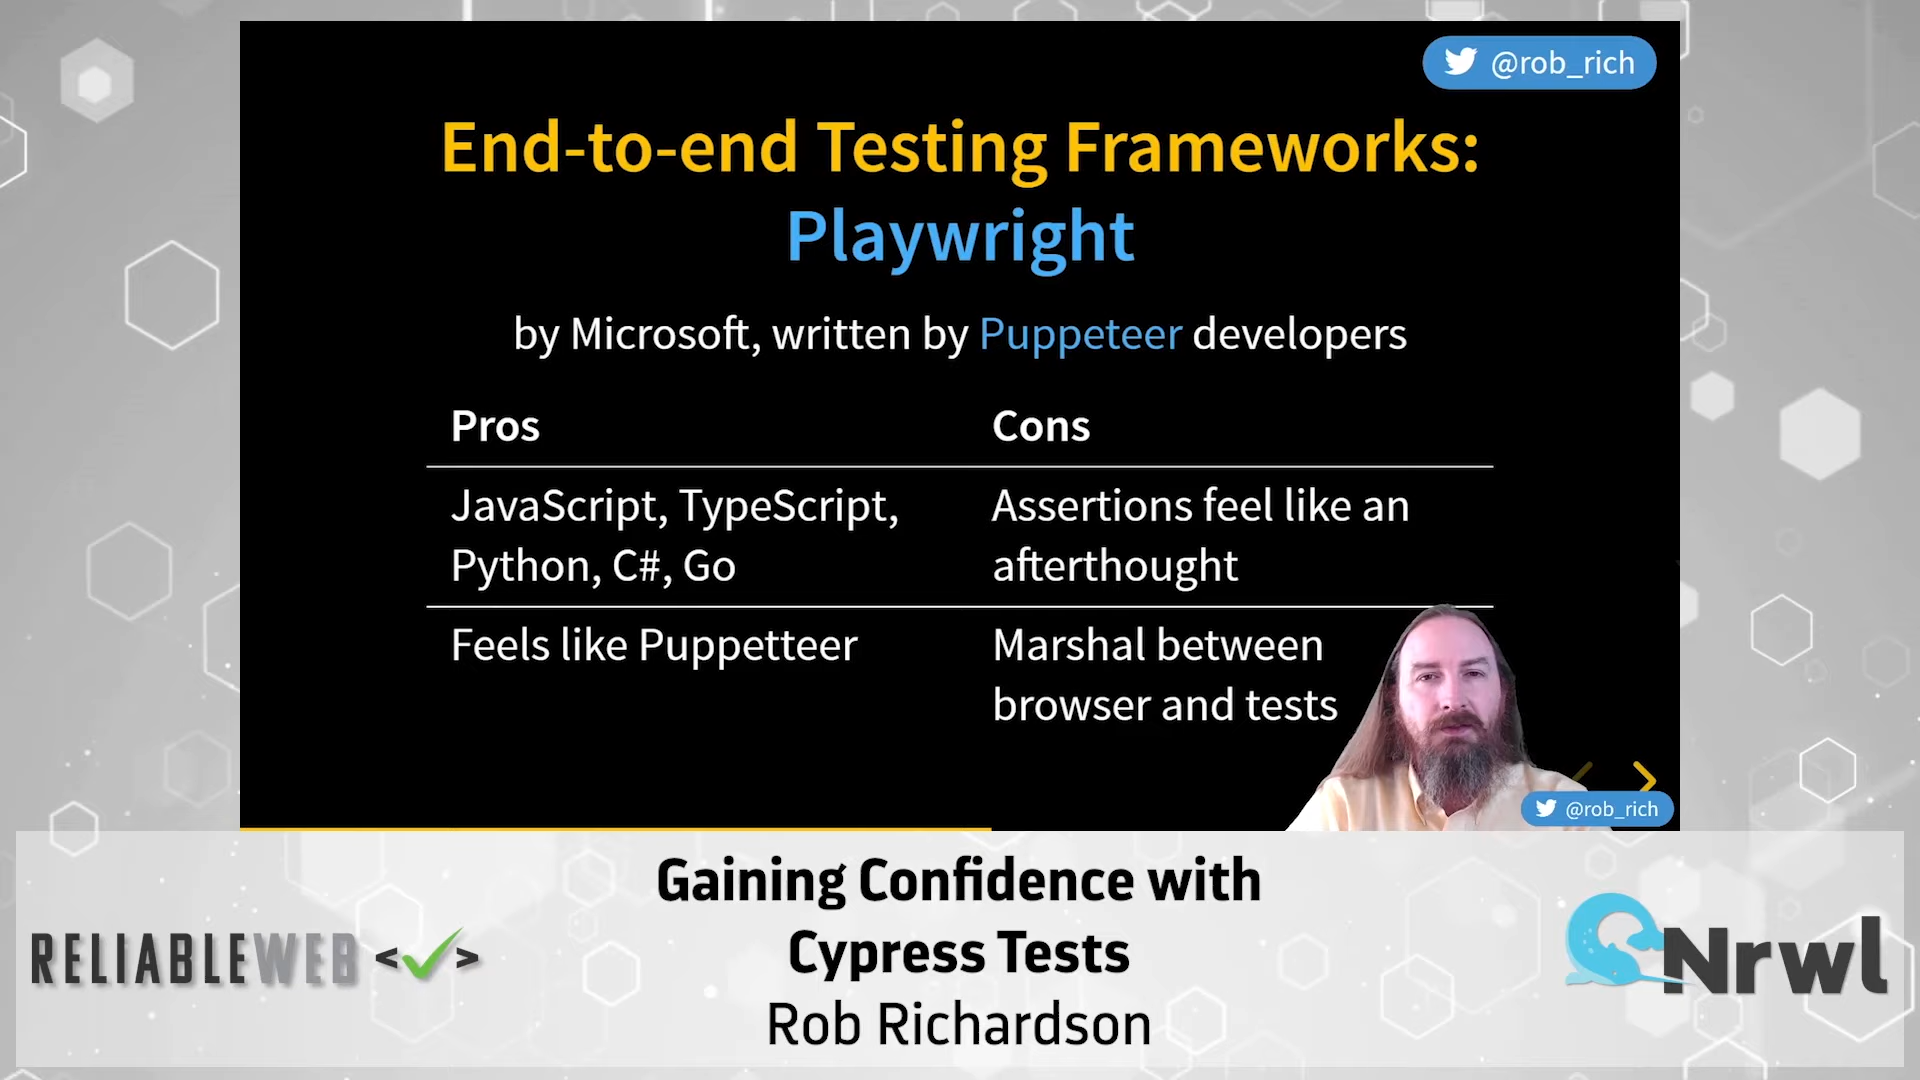 @rob_rich
End-to-end Testing Frameworks:
Playwright
by Microsoft, written by Puppeteer developers
Pros
Cons
JavaScript, TypeScript,
Python, C#, Go
Assertions feel like an
afterthought
Feels like Puppetteer
Marshal between
browser and tests
@rob_rich
Gaining Confidence with
Cypress Tests
Rob Richardson
RELIABLEWEB <✓>
Nrwl